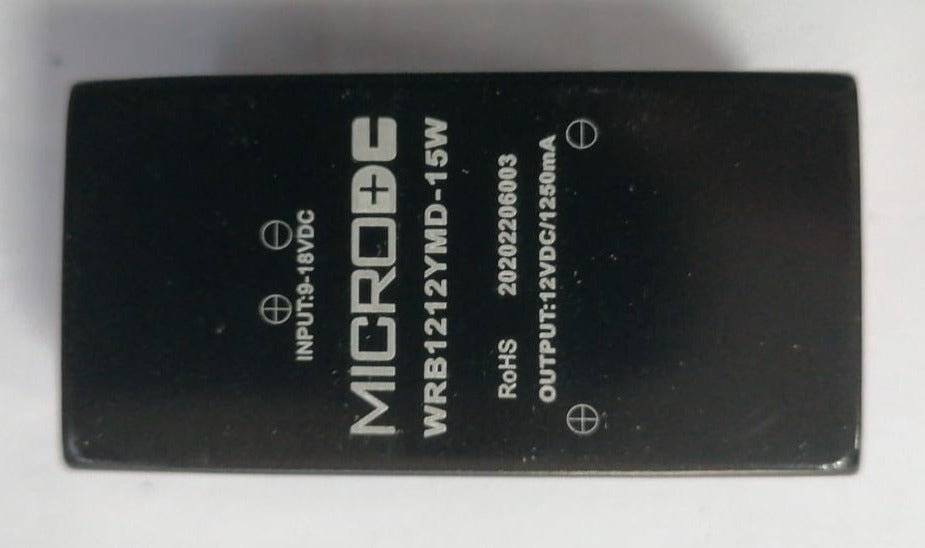 ⊕ ⊖
INPUT:9-18VDC
MICRODC
WRB1212YMD-15W
RoHS 20202206003
OUTPUT:12VDC/1250mA
⊕ ⊖